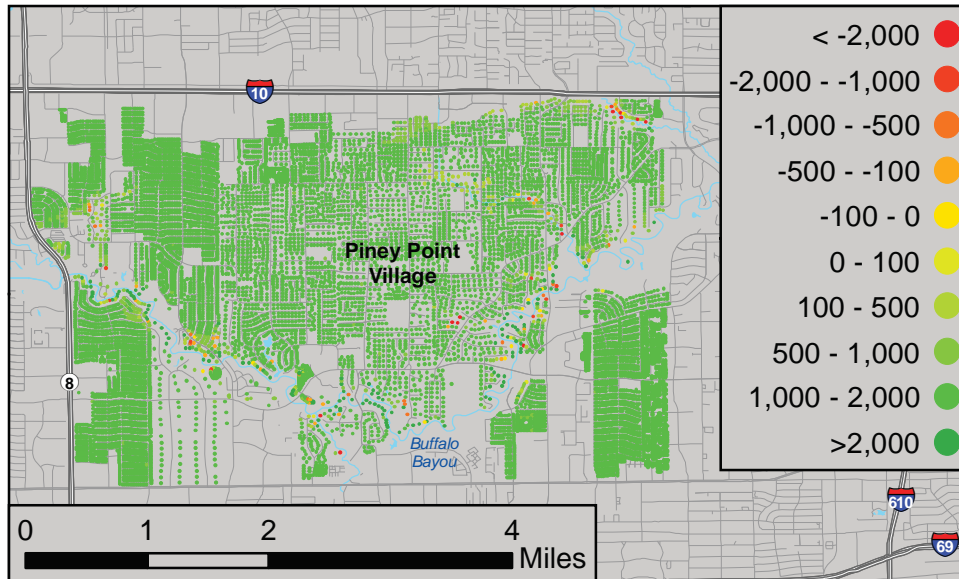 < -2,000
-2,000 - -1,000
-1,000 - -500
-500 - -100
-100 - 0
0 - 100
100 - 500
500 - 1,000
1,000 - 2,000
>2,000
10
Piney Point
Village
8
Buffalo
Bayou
610
69
0 1 2 4
Miles